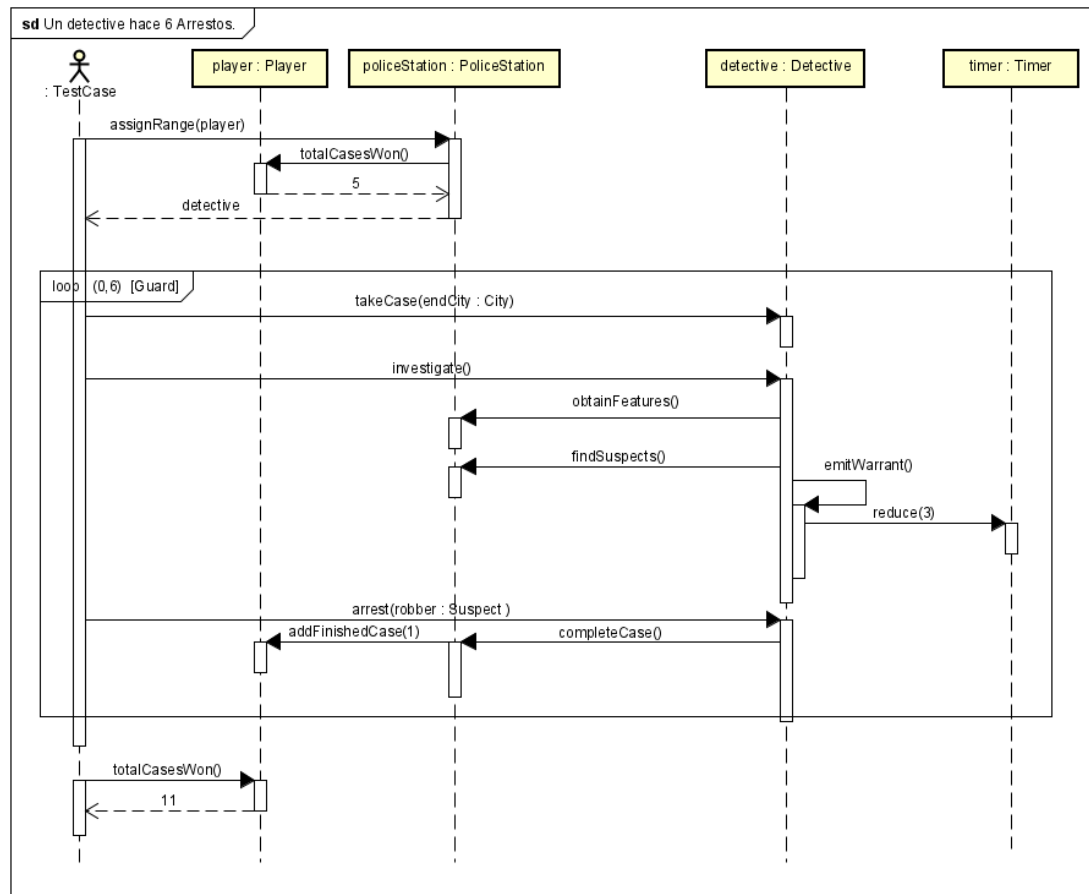 sd Un detective hace 6 Arrestos.
: TestCase
player : Player
policeStation : PoliceStation
detective : Detective
timer : Timer
assignRange(player)
totalCasesWon()
5
detective
loop (0,6) [Guard]
takeCase(endCity : City)
investigate()
obtainFeatures()
findSuspects()
emitWarrant()
reduce(3)
arrest(robber : Suspect )
addFinishedCase(1)
completeCase()
totalCasesWon()
11